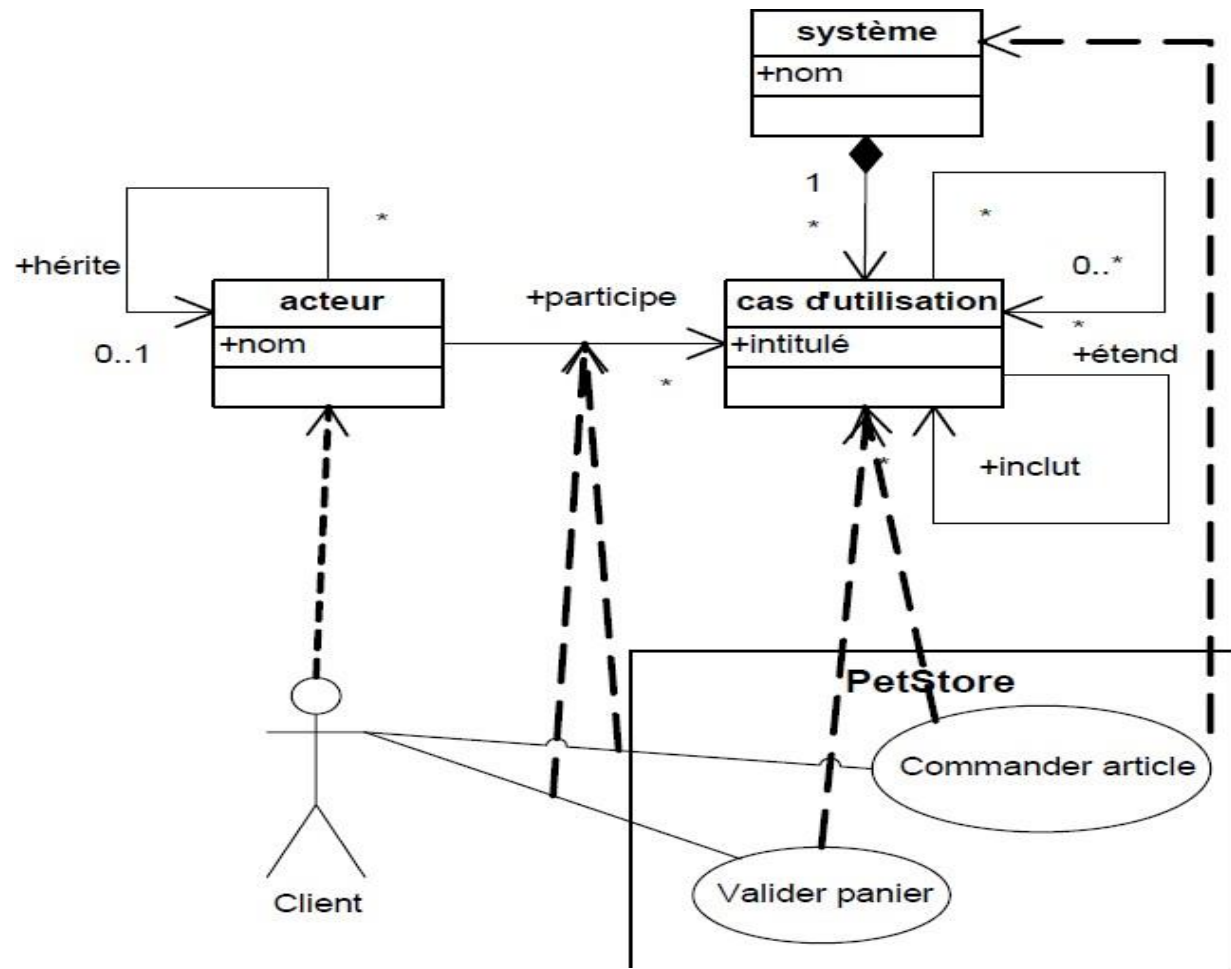 système
+nom
1
*
*
*
+hérite
0..*
acteur
+participe
cas d'utilisation
*
0..1
+nom
+intitulé
+étend
*
*
+inclut
PetStore
Commander article
Valider panier
Client